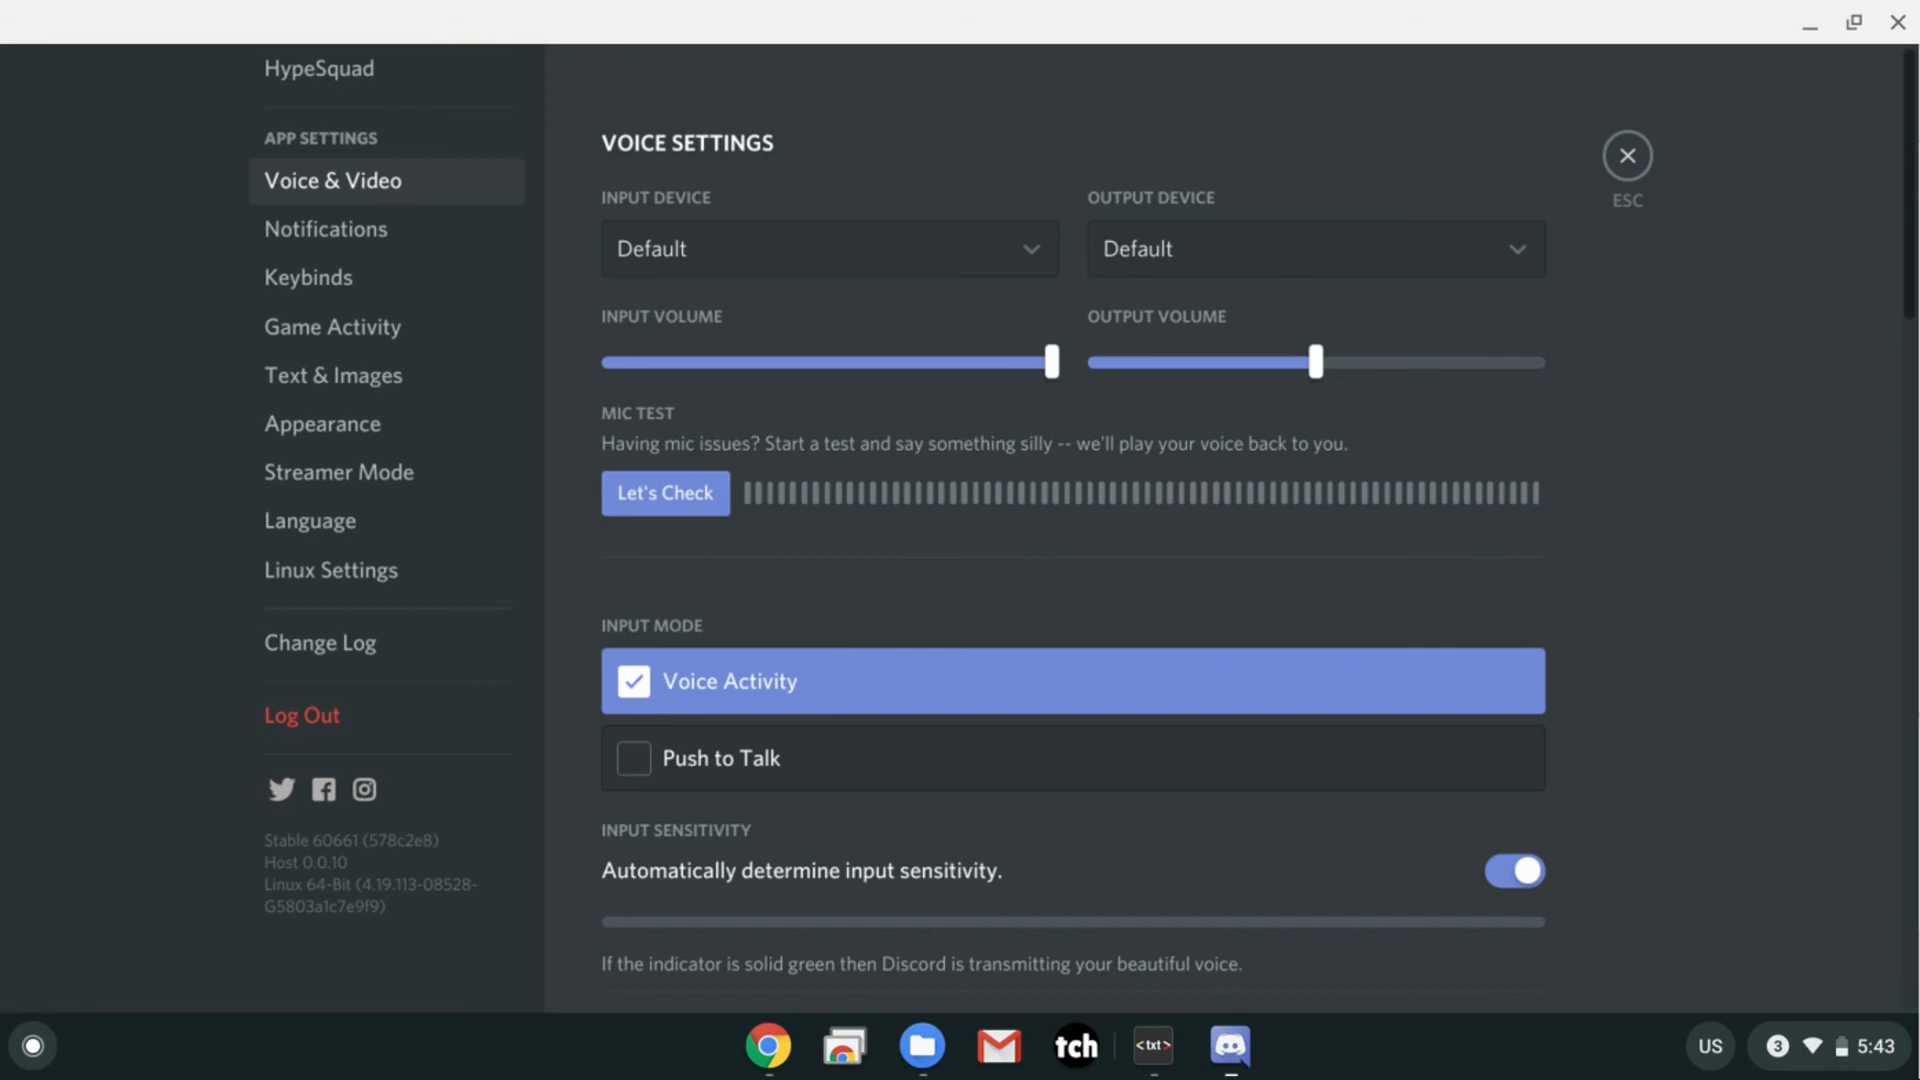 HypeSquad
APP SETTINGS
Voice & Video
Notifications
Keybinds
Game Activity
Text & Images
Appearance
Streamer Mode
Language
Linux Settings
Change Log
Log Out
Stable 60661 (578c2e8)
Host 0.0.10
Linux 64-Bit (4.19.113-08528-
G5803a1c7e9f9)
VOICE SETTINGS
INPUT DEVICE
Default
OUTPUT DEVICE
Default
INPUT VOLUME
OUTPUT VOLUME
MIC TEST
Having mic issues? Start a test and say something silly -- we'll play your voice back to you.
Let's Check
INPUT MODE
Voice Activity
Push to Talk
INPUT SENSITIVITY
Automatically determine input sensitivity.
If the indicator is solid green then Discord is transmitting your beautiful voice.
ESC
tch
<txt>
US
3
5:43